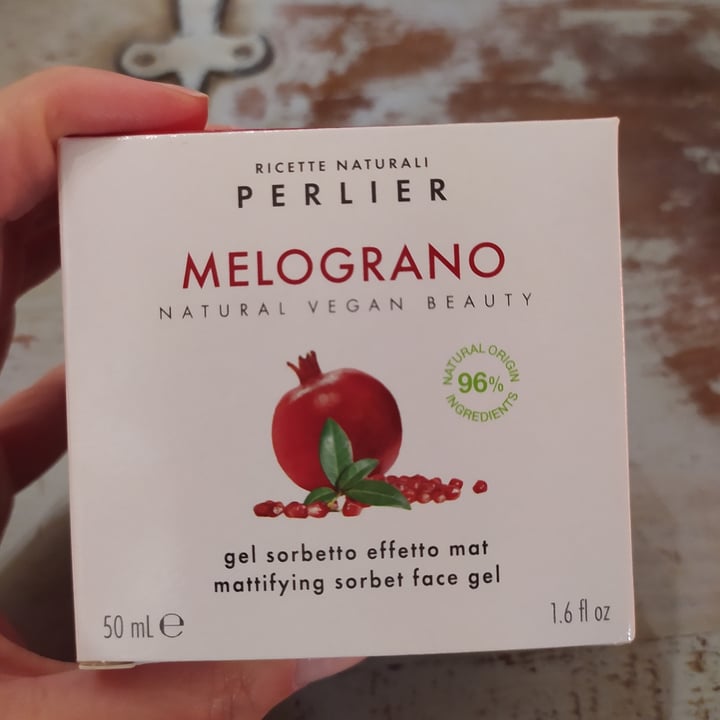 RICETTE NATURALI
PERLIER
MELOGRANO
NATURAL VEGAN BEAUTY
NATURAL ORIGIN
96%
INGREDIENTS
gel sorbetto effetto mat
mattifying sorbet face gel
50 mL ℮
1.6 fl oz